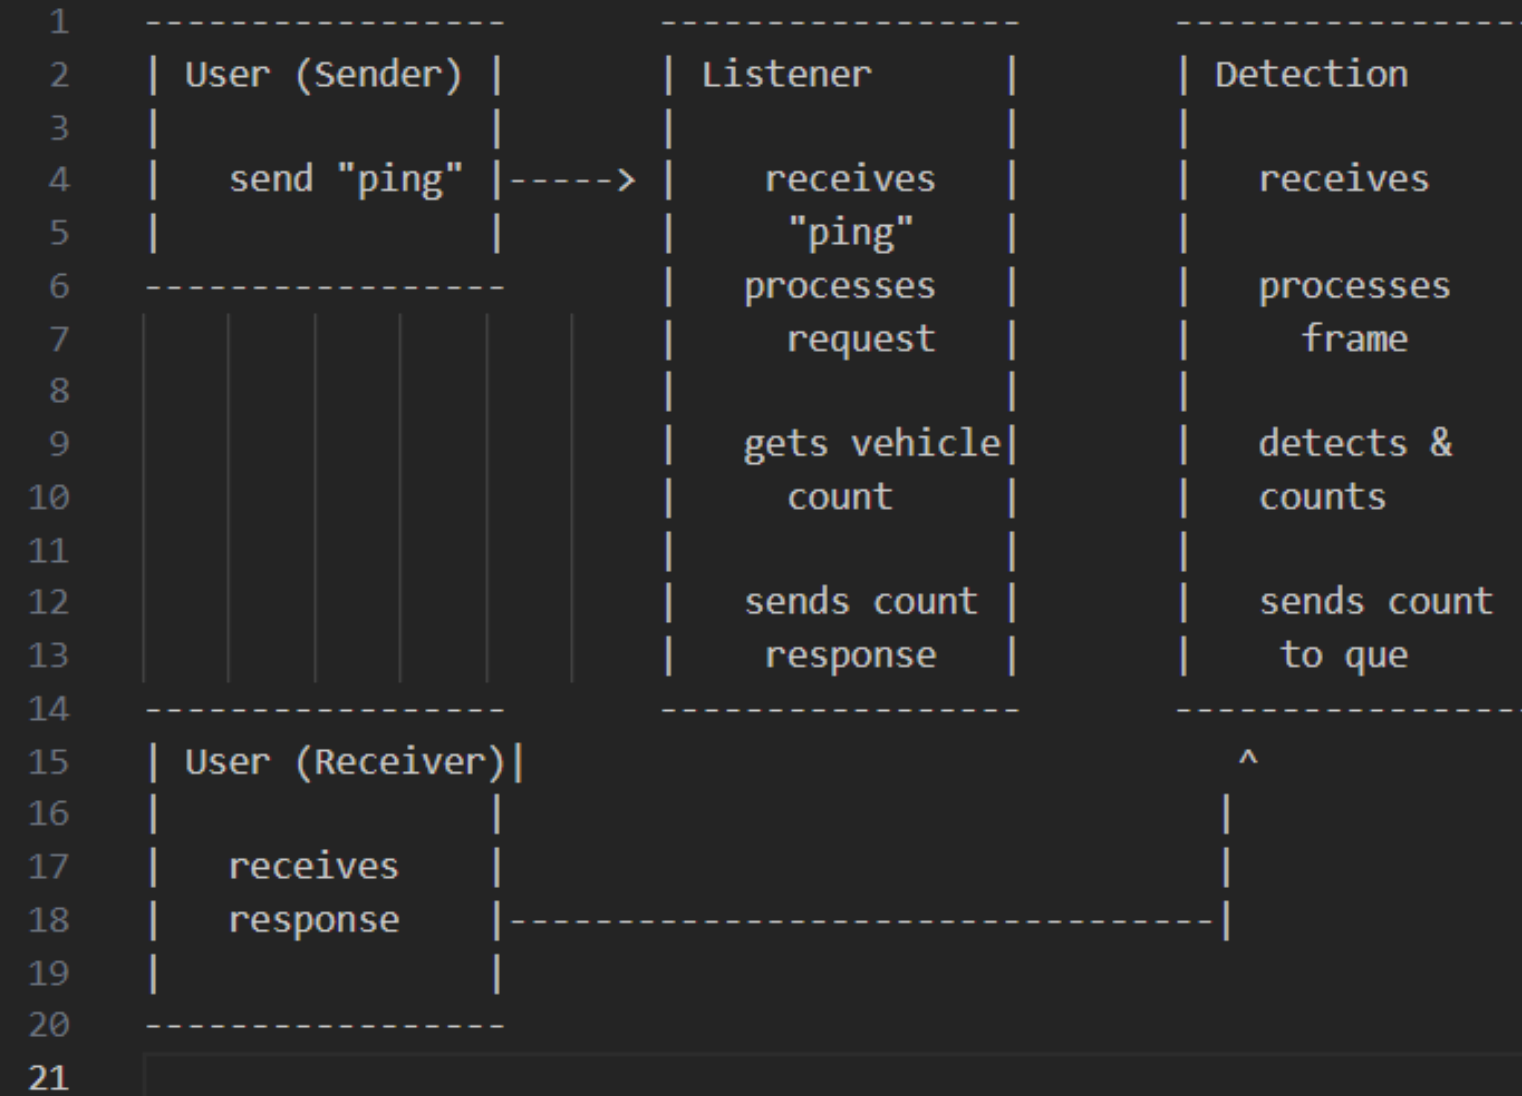 1   -----------------       -----------------       -----------------
2   | User (Sender) |       | Listener      |       | Detection
3   |               |       |               |       |
4   |   send "ping" |-----> |    receives   |       |   receives
5   |               |       |     "ping"    |       |
6   -----------------       |   processes   |       |   processes
7                           |     request   |       |     frame
8                           |               |       |
9                           |   gets vehicle|       |   detects &
10                          |     count     |       |   counts
11                          |               |       |
12                          |   sends count |       |   sends count
13                          |    response   |       |    to que
14  -----------------       -----------------       -----------------
15  | User (Receiver)|                                 ^
16  |               |                                 |
17  |   receives    |                                 |
18  |   response    |---------------------------------|
19  |               |
20  -----------------
21